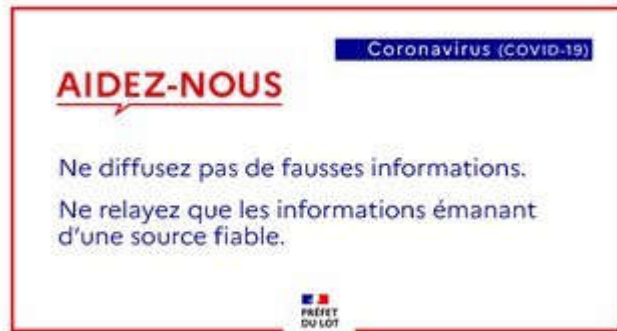 Coronavirus (COVID-19)
AIDEZ-NOUS
Ne diffusez pas de fausses informations.
Ne relayez que les informations émanant
d'une source fiable.
PRÉFET
DU LOT